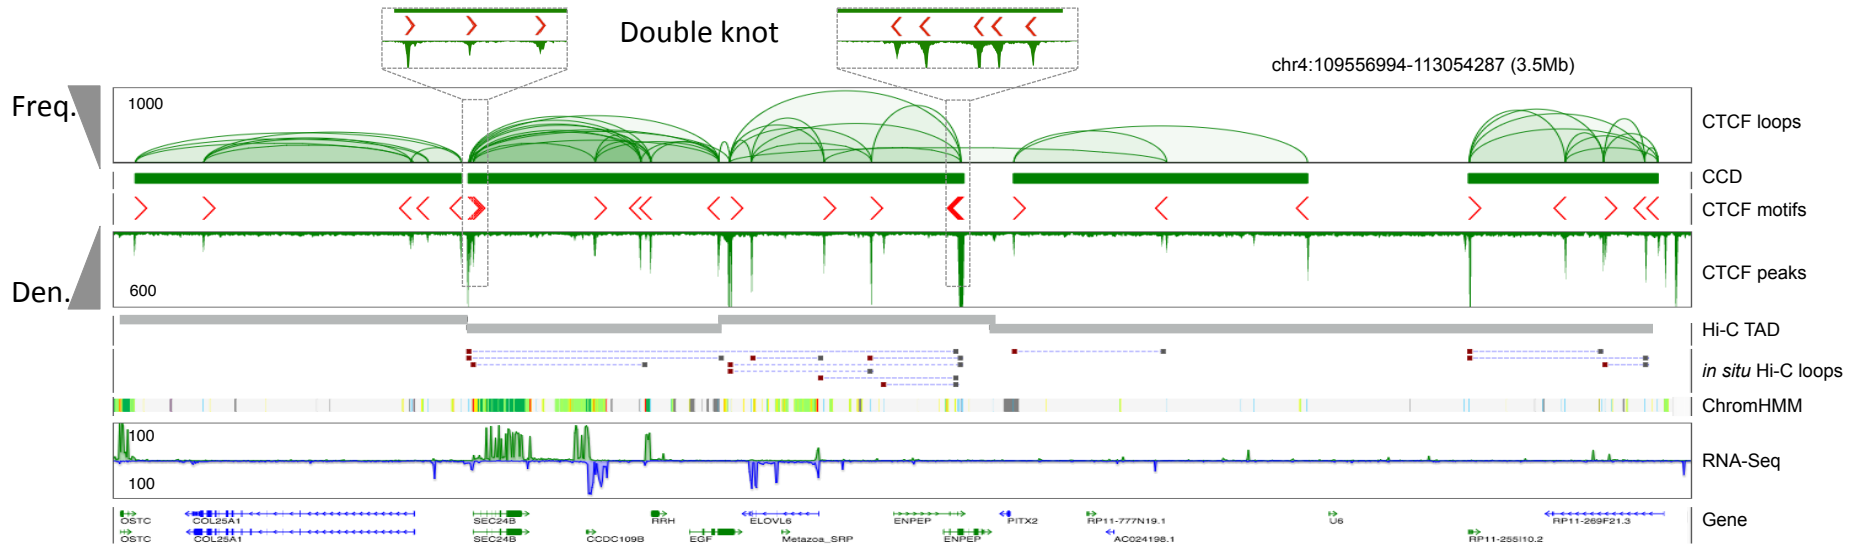 Double knot
chr4:109556994-113054287 (3.5Mb)
Freq.
1000
CTCF loops
CCD
CTCF motifs
Den.
600
CTCF peaks
Hi-C TAD
in situ Hi-C loops
ChromHMM
100
RNA-Seq
100
OSTC COL25A1 SEC24B RRH ELOVL6 ENPEP PITX2 RP11-777N19.1 U6 RP11-269F21.3
Gene
OSTC COL25A1 SEC24B CCDC109B EGF Metazoa_SRP ENPEP AC024198.1 RP11-255I10.2